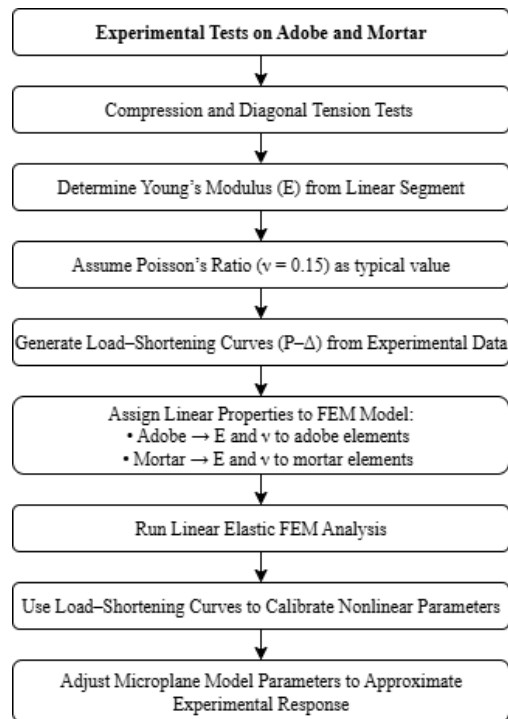 Experimental Tests on Adobe and Mortar
Compression and Diagonal Tension Tests
Determine Young's Modulus (E) from Linear Segment
Assume Poisson's Ratio (ν = 0.15) as typical value
Generate Load–Shortening Curves (P–Δ) from Experimental Data
Assign Linear Properties to FEM Model:
• Adobe → E and ν to adobe elements
• Mortar → E and ν to mortar elements
Run Linear Elastic FEM Analysis
Use Load–Shortening Curves to Calibrate Nonlinear Parameters
Adjust Microplane Model Parameters to Approximate
Experimental Response